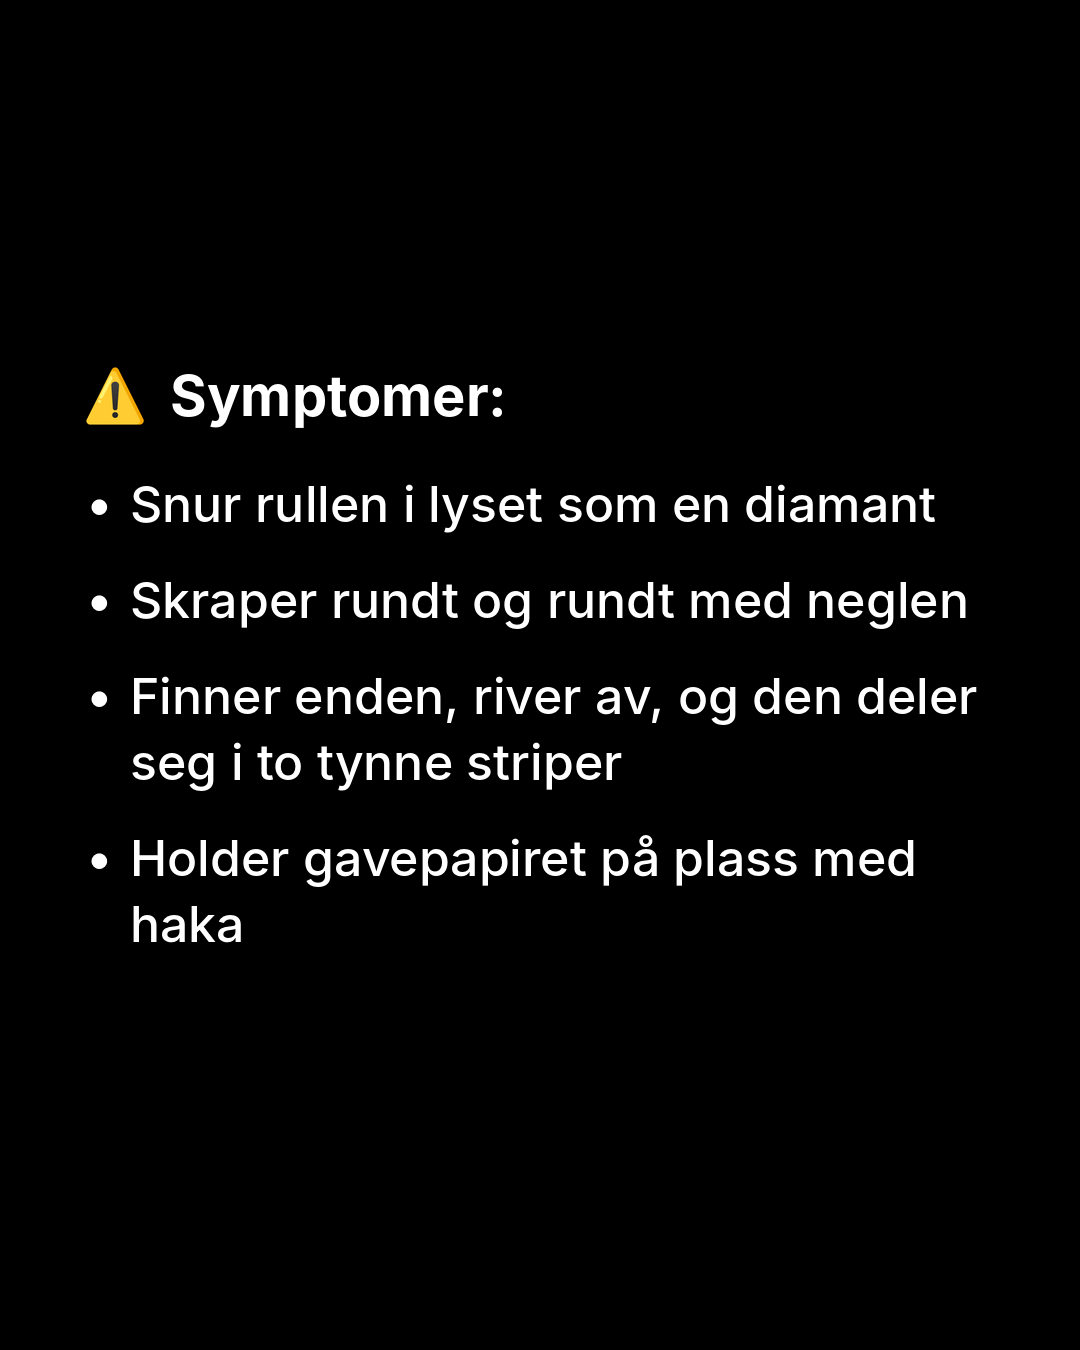 ⚠️ Symptomer:
• Snur rullen i lyset som en diamant
• Skraper rundt og rundt med neglen
• Finner enden, river av, og den deler
seg i to tynne striper
• Holder gavepapiret på plass med
haka